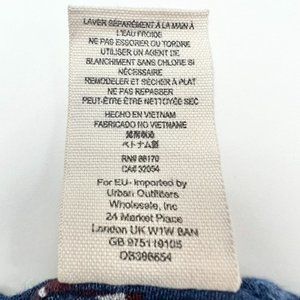 LAVER SÉPARÉMENT À LA MAIN À
L'EAU FROIDE
NE PAS ESSORER OU TORDRE
UTILISER UN AGENT DE
BLANCHIMENT SANS CHLORE SI
NÉCESSAIRE
REMODELER ET SÉCHER À PLAT
NE PAS REPASSER
PEUT-ÊTRE ÊTRE NETTOYÉ SEC
HECHO EN VIETNAM
FABRICADO NO VIETNAME
越南制造
ベトナム製
RN# 66170
CA# 32054
For EU- Imported by
Urban Outfitters
Wholesale, Inc
24 Market Place
London UK W1W 8AN
GB 975119105